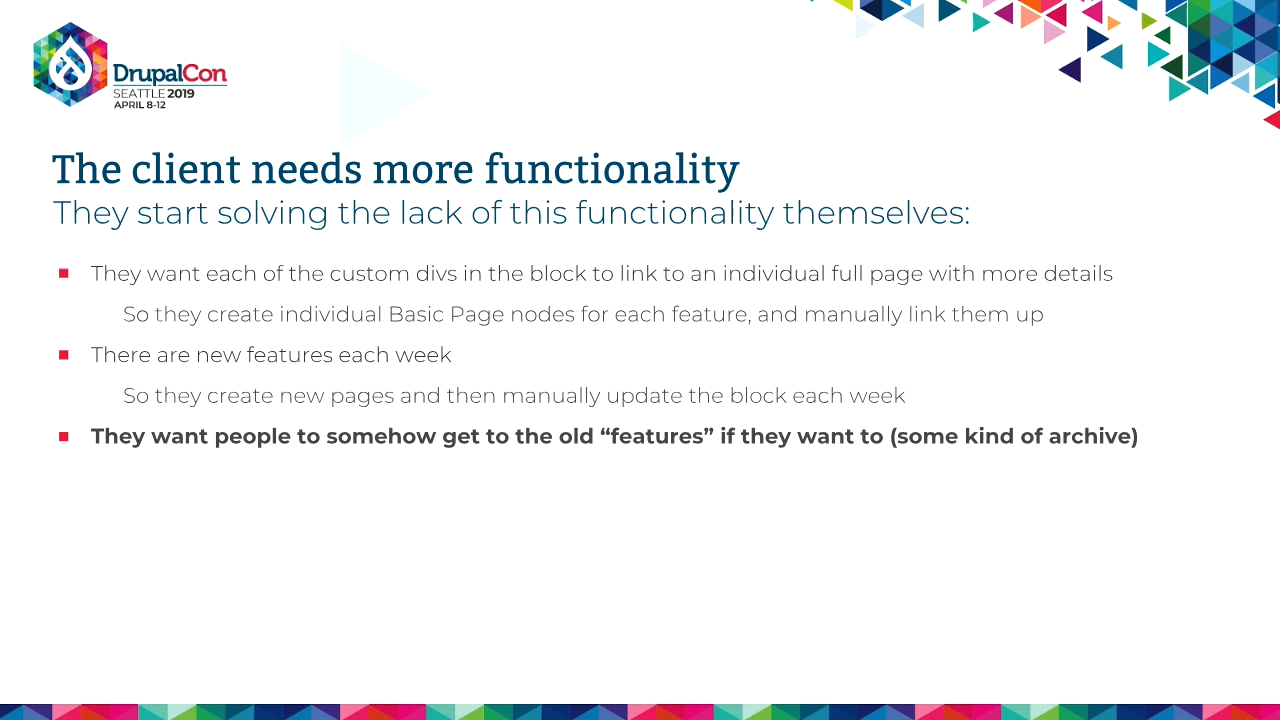 DrupalCon
SEATTLE 2019
APRIL 8-12
The client needs more functionality
They start solving the lack of this functionality themselves:
They want each of the custom divs in the block to link to an individual full page with more details
So they create individual Basic Page nodes for each feature, and manually link them up
There are new features each week
So they create new pages and then manually update the block each week
They want people to somehow get to the old “features” if they want to (some kind of archive)